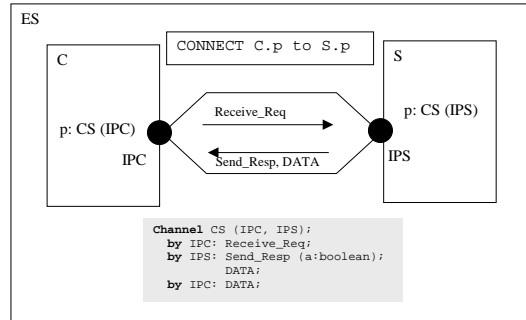 ES
CONNECT C.p to S.p
C
S
Receive_Req
p: CS (IPC)
p: CS (IPS)
IPC
Send_Resp, DATA
IPS
Channel CS (IPC, IPS);
by IPC: Receive_Req;
by IPS: Send_Resp (a:boolean);
DATA;
by IPC: DATA;